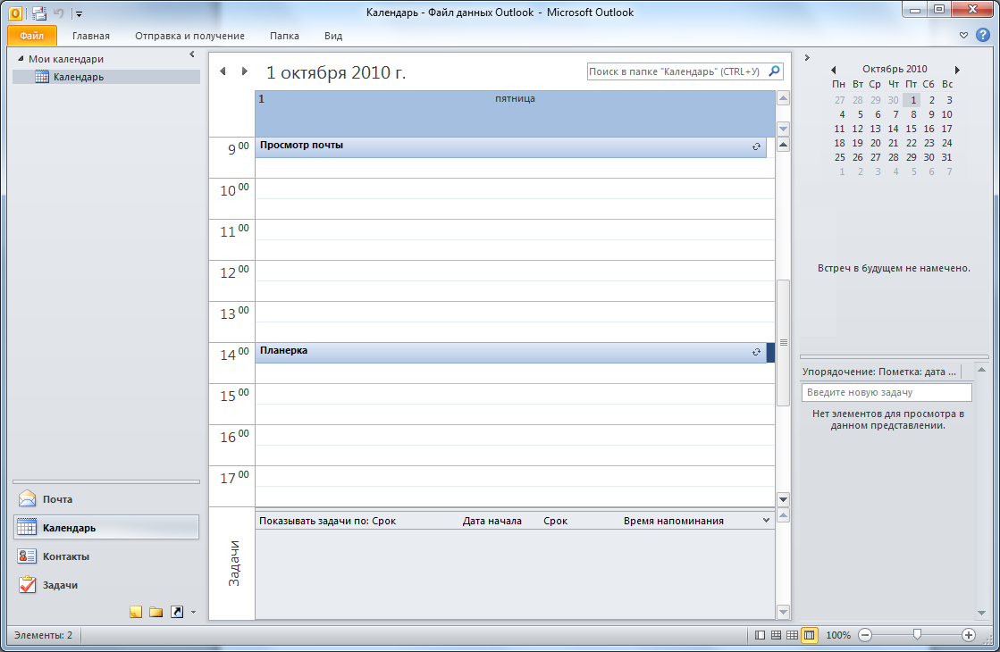 Календарь - Файл данных Outlook - Microsoft Outlook
Файл Главная Отправка и получение Папка Вид
Мои календари
Календарь
Почта
Календарь
Контакты
Задачи
1 октября 2010 г.
Поиск в папке "Календарь" (CTRL+У)
1 пятница
9 00 Просмотр почты
10 00
11 00
12 00
13 00
14 00 Планерка
15 00
16 00
17 00
Задачи
Показывать задачи по: Срок Дата начала Срок Время напоминания
Октябрь 2010
Пн Вт Ср Чт Пт Сб Вс
27 28 29 30 1 2 3
4 5 6 7 8 9 10
11 12 13 14 15 16 17
18 19 20 21 22 23 24
25 26 27 28 29 30 31
1 2 3 4 5 6 7
Встреч в будущем не намечено.
Упорядочение: Пометка: дата ...
Введите новую задачу
Нет элементов для просмотра в
данном представлении.
Элементы: 2
100%